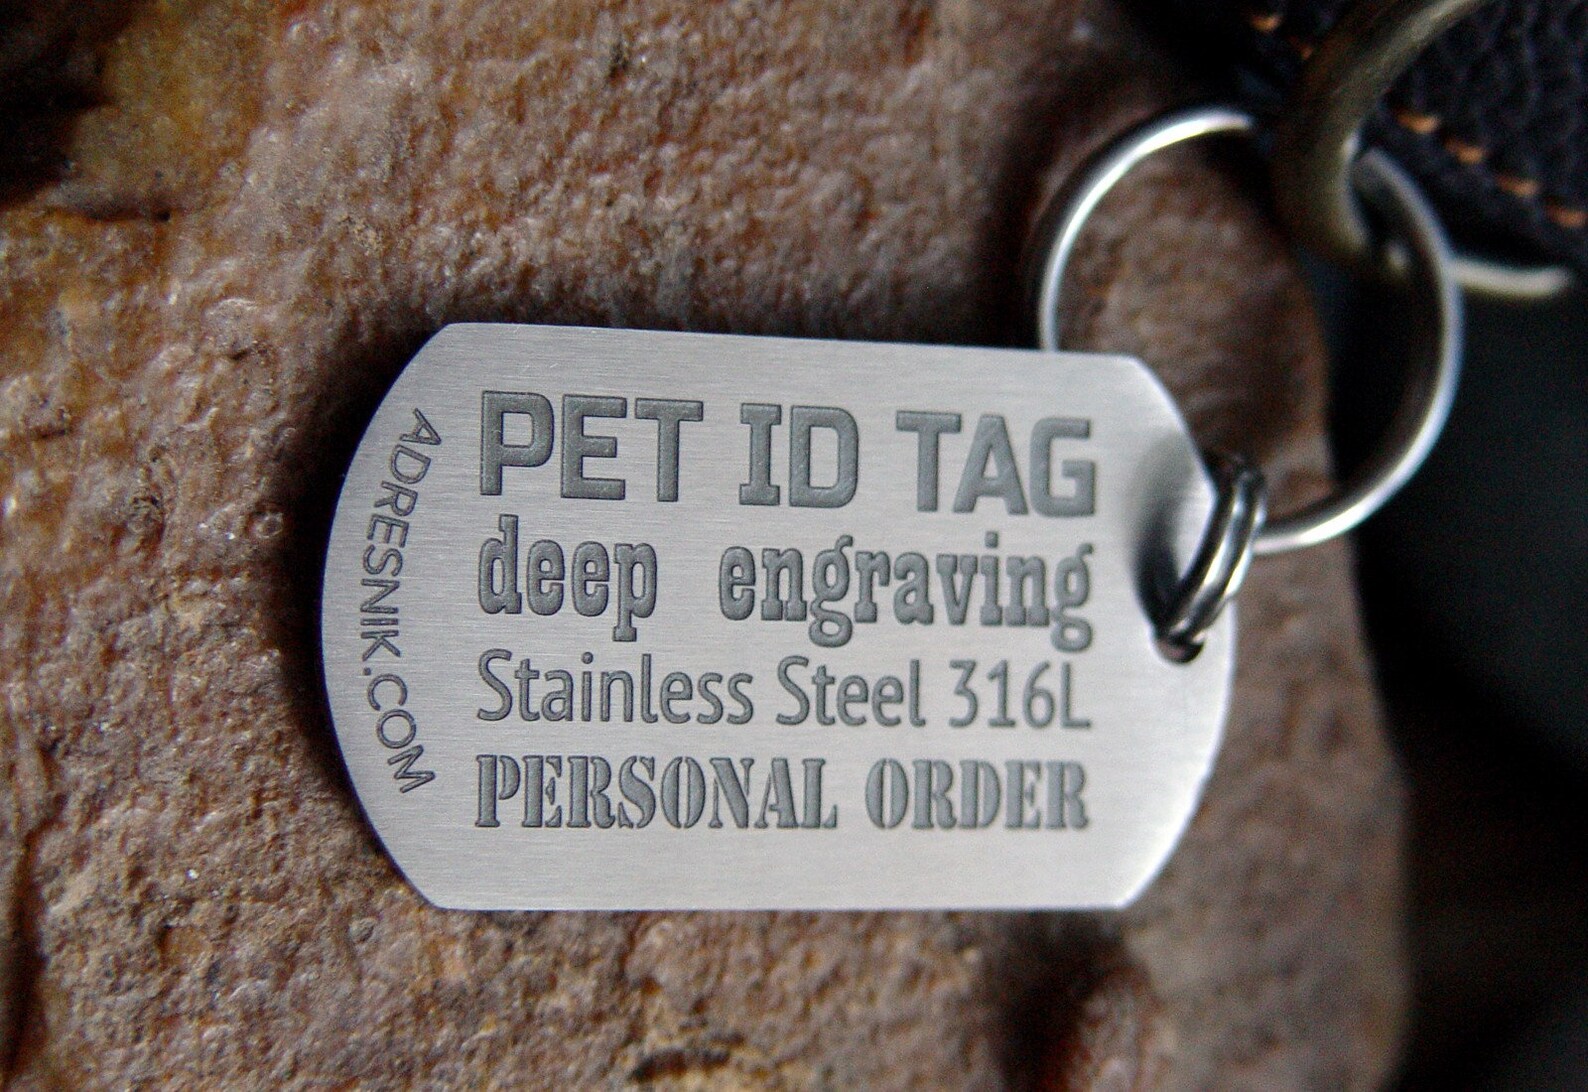 PET ID TAG
deep engraving
Stainless Steel 316L
PERSONAL ORDER
ADRESNIK.COM